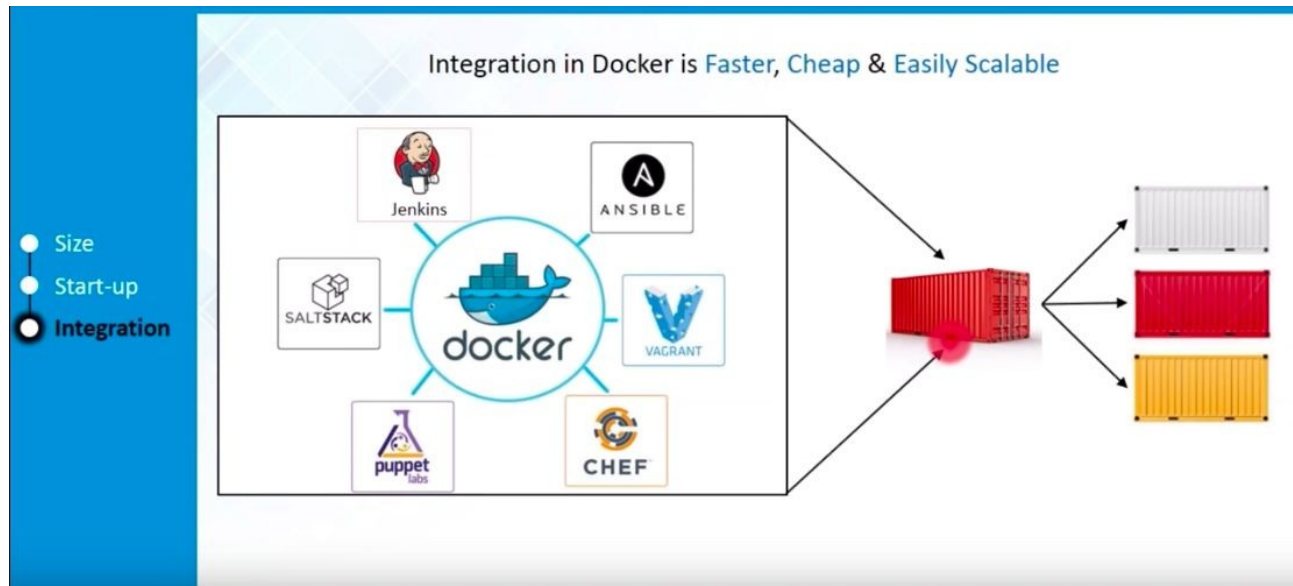 Integration in Docker is Faster, Cheap & Easily Scalable
Size
Start-up
Integration
Jenkins
ANSIBLE
SALTSTACK
docker
VAGRANT
puppet
labs
CHEF